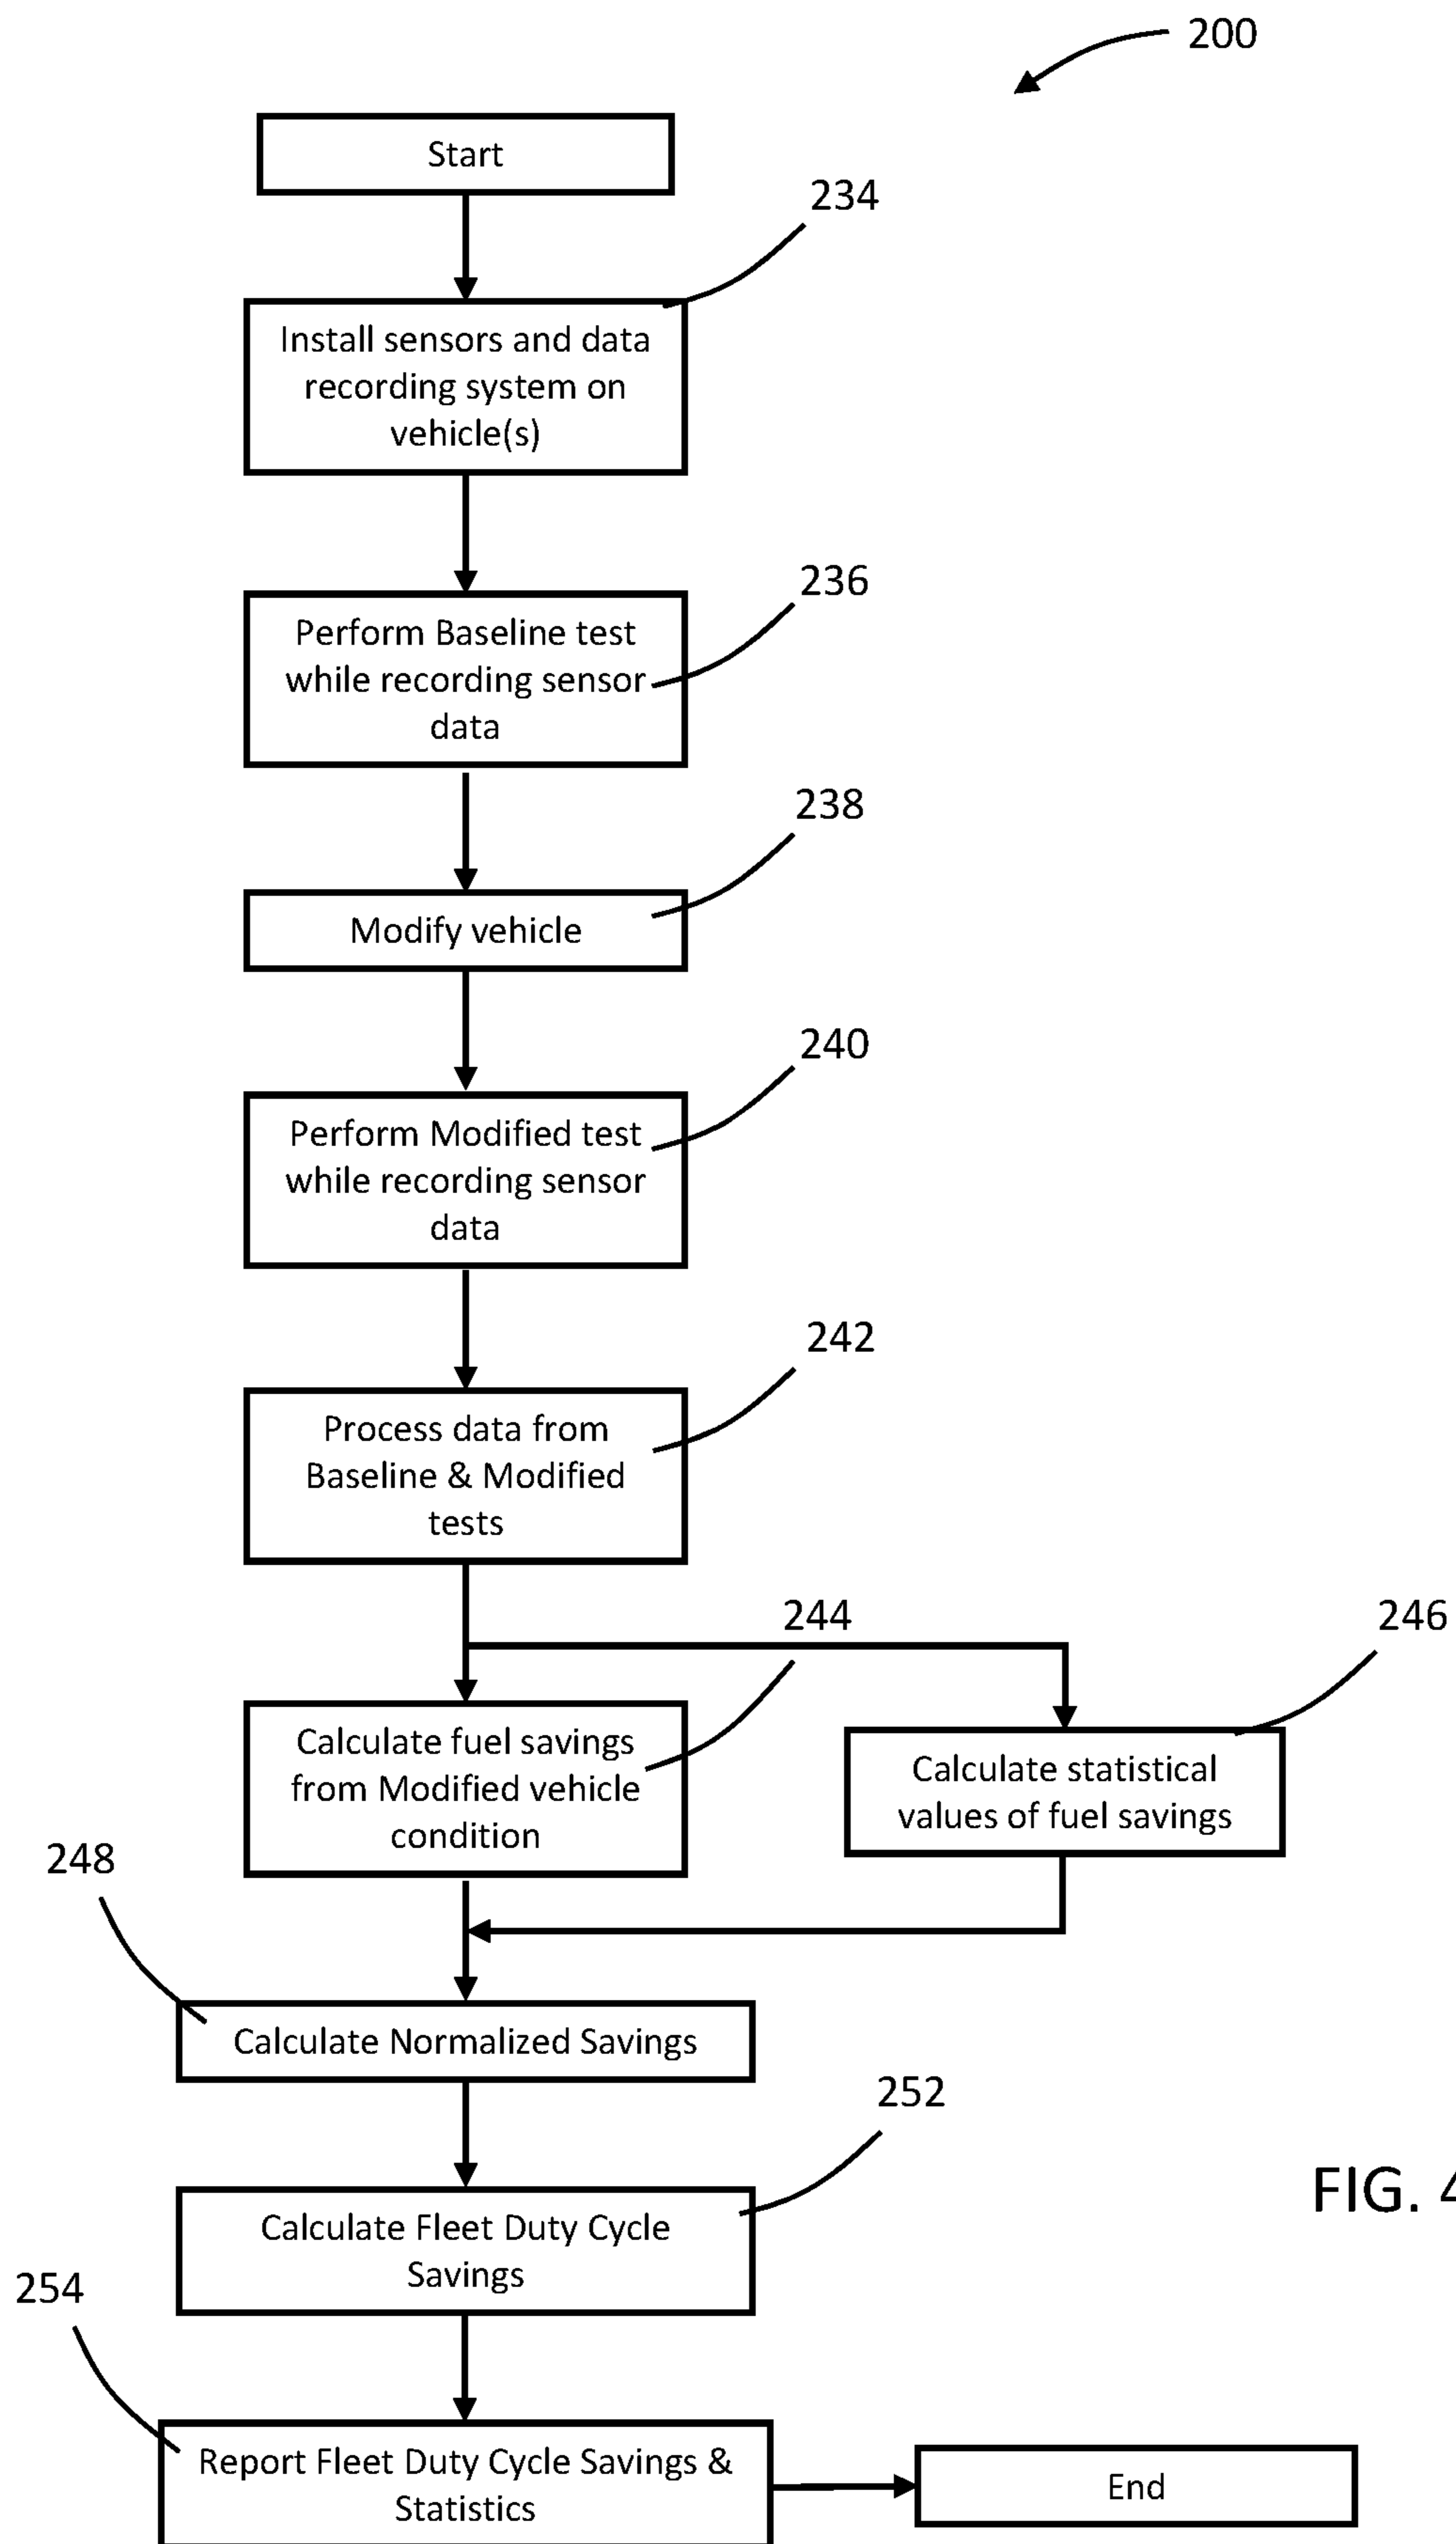 200
Start
234
Install sensors and data
recording system on
vehicle(s)
236
Perform Baseline test
while recording sensor
data
238
Modify vehicle
240
Perform Modified test
while recording sensor
data
242
Process data from
Baseline & Modified
tests
244
246
Calculate fuel savings
from Modified vehicle
condition
Calculate statistical
values of fuel savings
248
Calculate Normalized Savings
252
FIG. 4
Calculate Fleet Duty Cycle
Savings
254
Report Fleet Duty Cycle Savings &
Statistics
End